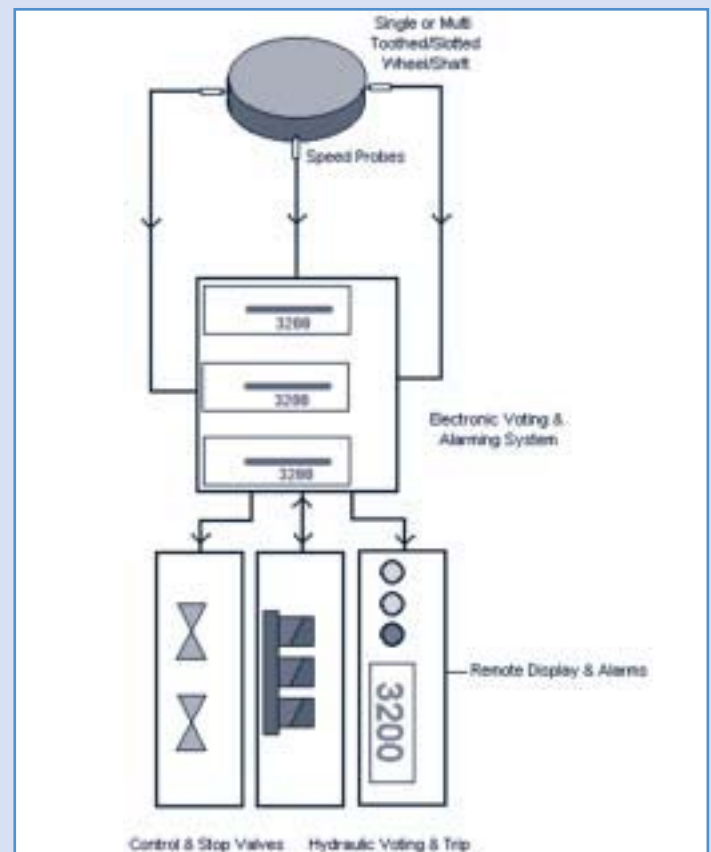 Single or Multi
Toothed/Slotted
Wheel/Shaft
Speed Probes
3200
3200
3200
Electronic Voting &
Alarming System
Remote Display & Alarms
3200
Control & Stop Valves
Hydraulic Voting & Trip